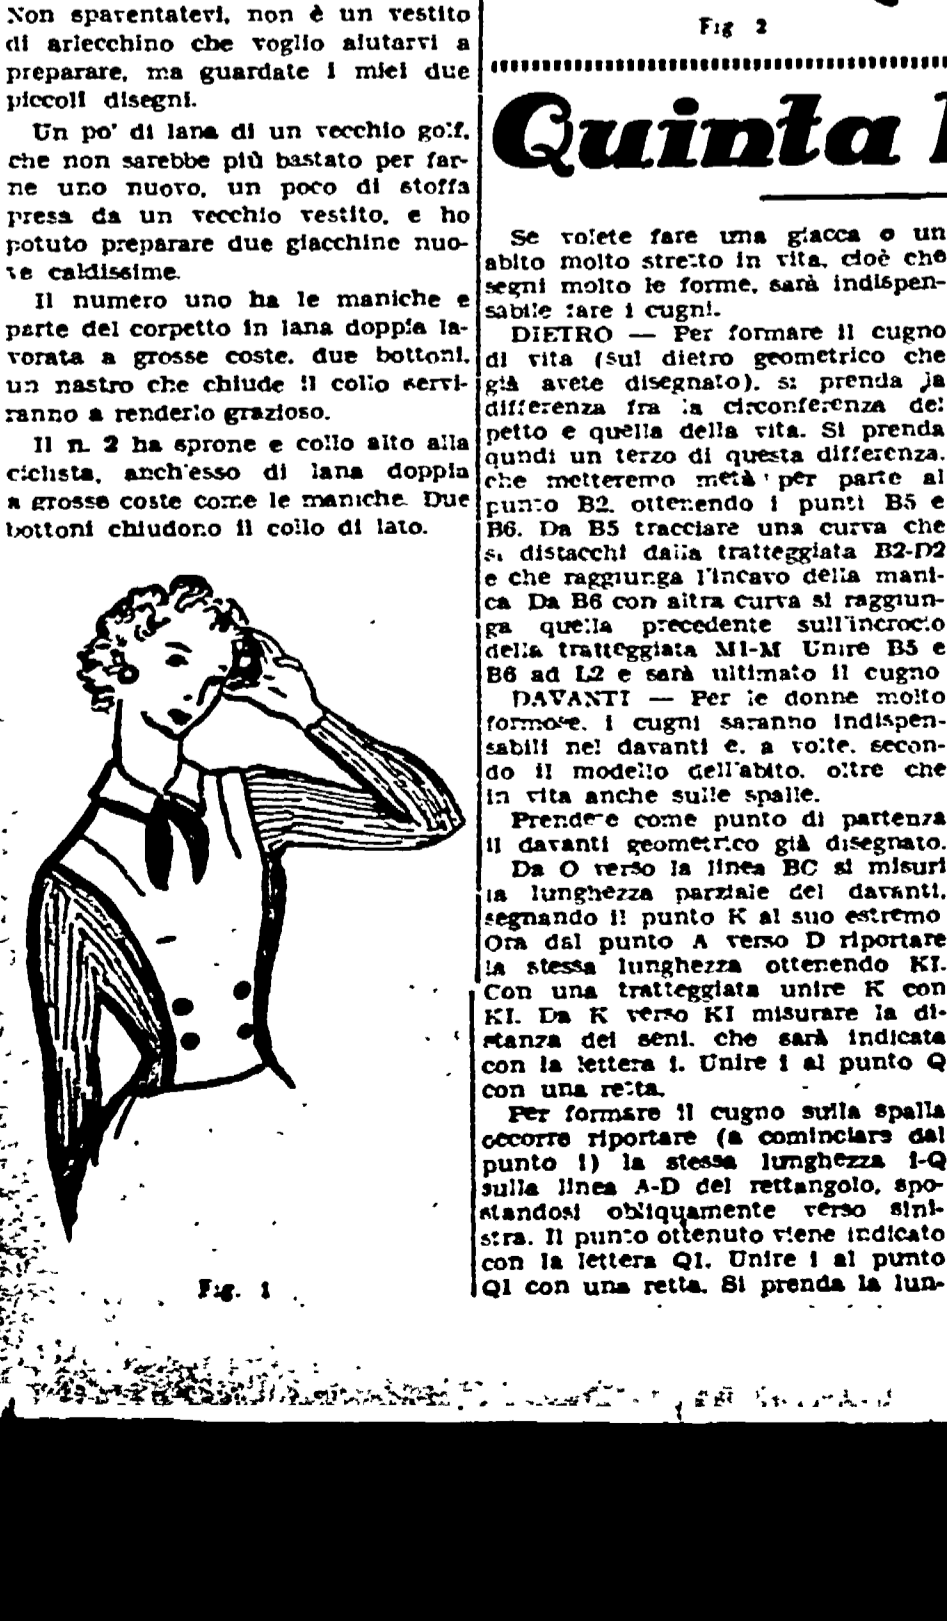 Non spaventatevi, non è un vestito
di arlecchino che voglio aiutarvi a
preparare, ma guardate i miei due
piccoli disegni.
Un po' di lana di un vecchio golf,
che non sarebbe più bastato per far-
ne uno nuovo, un poco di stoffa
presa da un vecchio vestito, e ho
potuto preparare due giacchine nuo-
ve caldissime.
Il numero uno ha le maniche e
parte del corpetto in lana doppia la-
vorata a grosse coste, due bottoni,
un nastro che chiude il collo servi-
ranno a renderlo grazioso.
Il n. 2 ha sprone e collo alto alla
ciclista, anch'esso di lana doppia
a grosse coste come le maniche. Due
bottoni chiudono il collo di lato.
Fig. 1
Fig 2
Quinta
Se volete fare una giacca o un
abito molto stretto in vita, cioè che
segni molto le forme, sarà indispen-
sabile fare i cugni.
DIETRO — Per formare il cugno
di vita (sul dietro geometrico che
già avete disegnato), si prenda la
differenza fra la circonferenza del
petto e quella della vita. Si prenda
qundi un terzo di questa differenza,
che metteremo metà per parte al
punto B2, ottenendo i punti B5 e
B6. Da B5 tracciare una curva che
si distacchi dalla tratteggiata B2-D2
e che raggiunga l'incavo della mani-
ca Da B6 con altra curva si raggiun-
ga quella precedente sull'incrocio
della tratteggiata M1-M Unire B5 e
B6 ad L2 e sarà ultimato il cugno
DAVANTI — Per le donne molto
formose, i cugni saranno indispen-
sabili nel davanti e, a volte, secon-
do il modello dell'abito, oltre che
in vita anche sulle spalle.
Prendere come punto di partenza
il davanti geometrico già disegnato.
Da O verso la linea BC si misuri
la lunghezza parziale del davanti,
segnando il punto K al suo estremo
Ora dal punto A verso D riportare
la stessa lunghezza ottenendo KI.
Con una tratteggiata unire K con
KI. Da K verso KI misurare la di-
stanza dei seni, che sarà indicata
con la lettera i. Unire i al punto Q
con una retta.
Per formare il cugno sulla spalla
occorre riportare (a cominciare dal
punto i) la stessa lunghezza i-Q
sulla linea A-D del rettangolo, spo-
standosi obliquamente verso sini-
stra. Il punto ottenuto viene indicato
con la lettera Q1. Unire i al punto
Q1 con una retta. Si prenda la lun-